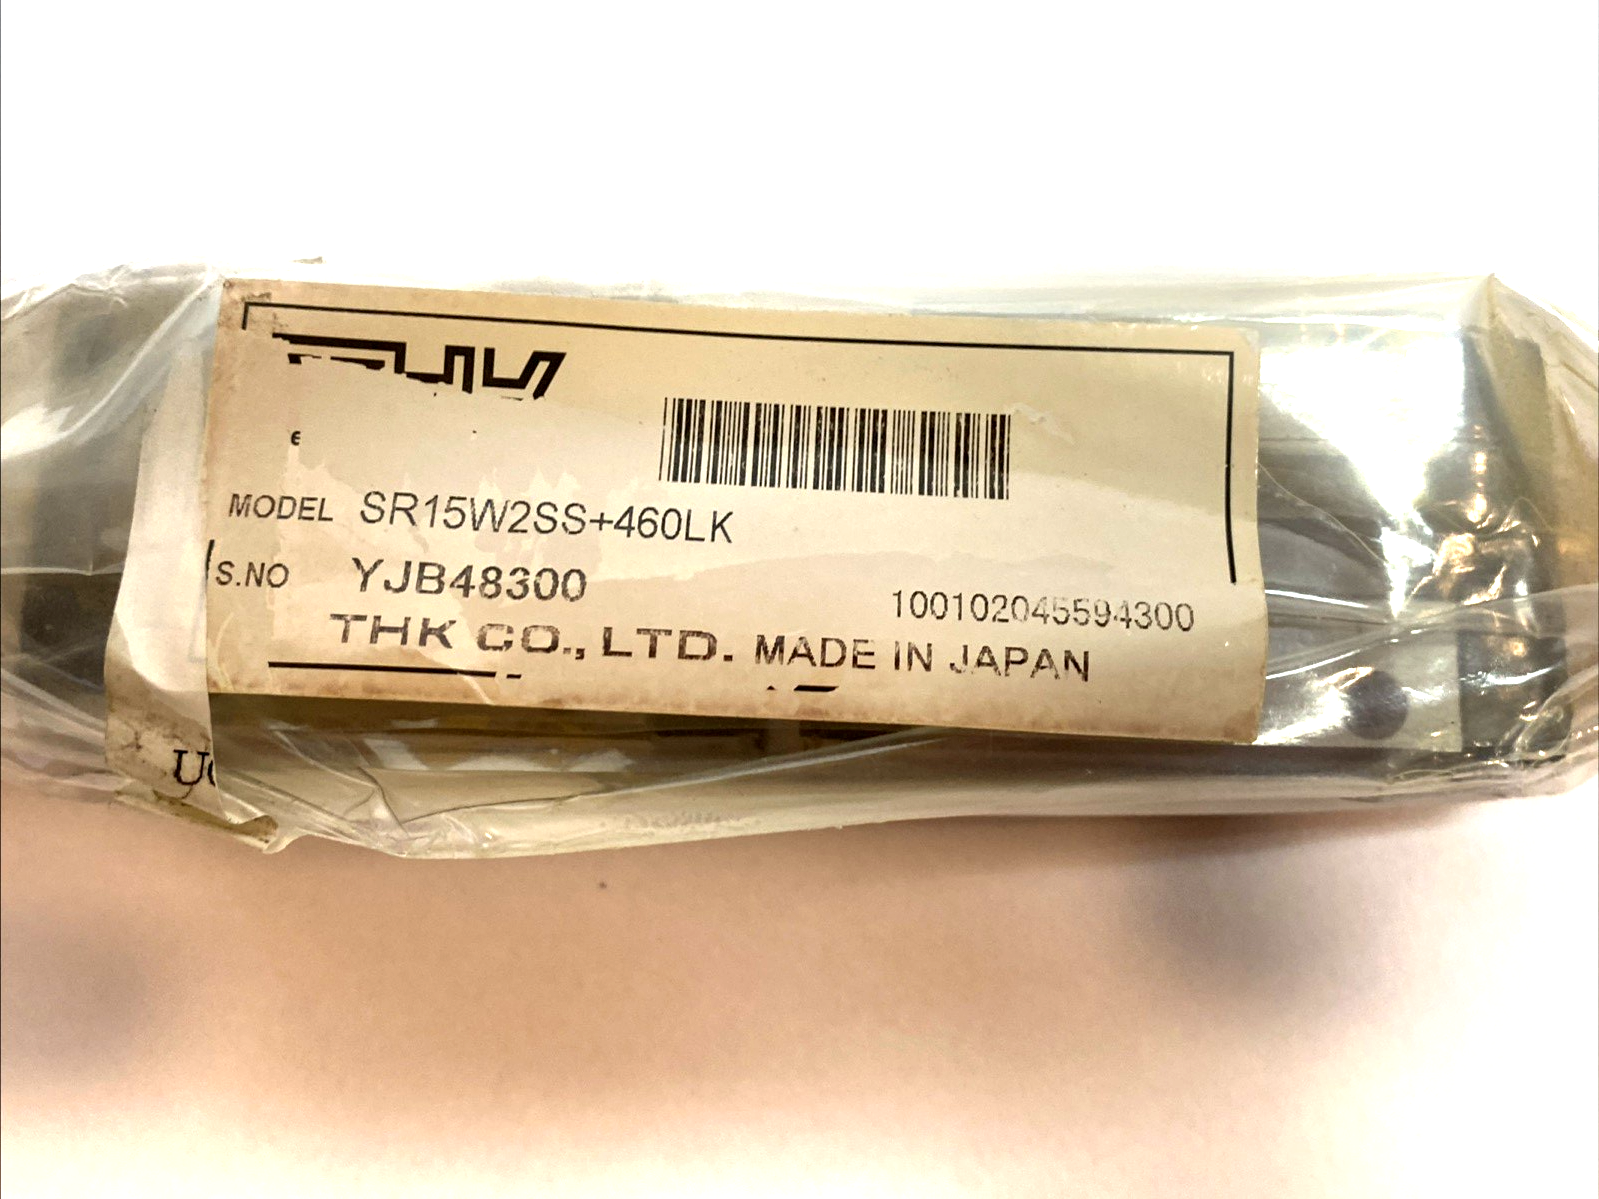 MODEL SR15W2SS+460LK
S.NO YJB48300
100102045594300
THK CO., LTD. MADE IN JAPAN